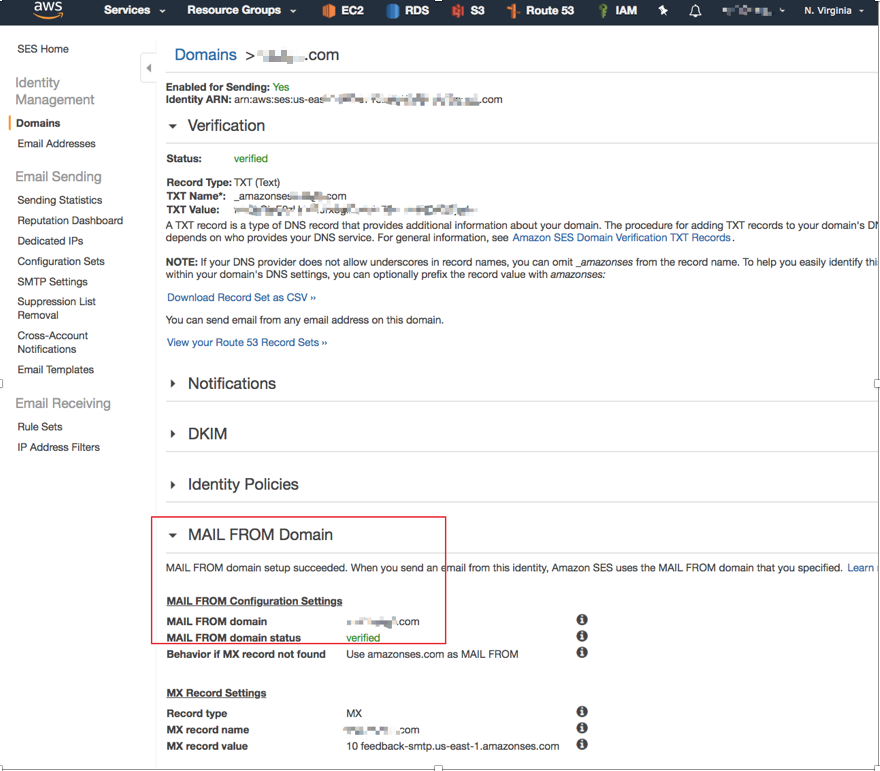 aws Services Resource Groups EC2 RDS S3 Route 53 IAM N. Virginia
SES Home
Identity
Management
Domains
Email Addresses
Email Sending
Sending Statistics
Reputation Dashboard
Dedicated IPs
Configuration Sets
SMTP Settings
Suppression List
Removal
Cross-Account
Notifications
Email Templates
Email Receiving
Rule Sets
IP Address Filters
Domains > .com
Enabled for Sending: Yes
Identity ARN: arn:aws:ses:us-eas .com
Verification
Status: verified
Record Type: TXT (Text)
TXT Name*: _amazonses .com
TXT Value:
A TXT record is a type of DNS record that provides additional information about your domain. The procedure for adding TXT records to your domain's
depends on who provides your DNS service. For general information, see Amazon SES Domain Verification TXT Records.
NOTE: If your DNS provider does not allow underscores in record names, you can omit _amazonses from the record name. To help you easily identify
within your domain's DNS settings, you can optionally prefix the record value with amazonses:
Download Record Set as CSV ››
You can send email from any email address on this domain.
View your Route 53 Record Sets ››
Notifications
DKIM
Identity Policies
MAIL FROM Domain
MAIL FROM domain setup succeeded. When you send an email from this identity, Amazon SES uses the MAIL FROM domain that you specified. Learn
MAIL FROM Configuration Settings
MAIL FROM domain .com
MAIL FROM domain status verified
Behavior if MX record not found Use amazonses.com as MAIL FROM
MX Record Settings
Record type MX
MX record name .com
MX record value 10 feedback-smtp.us-east-1.amazonses.com